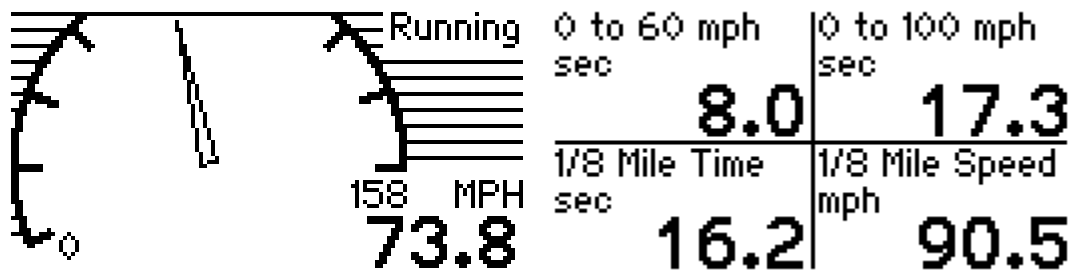 Running
0
158 MPH
73.8
0 to 60 mph
sec
8.0
0 to 100 mph
sec
17.3
1/8 Mile Time
sec
16.2
1/8 Mile Speed
mph
90.5